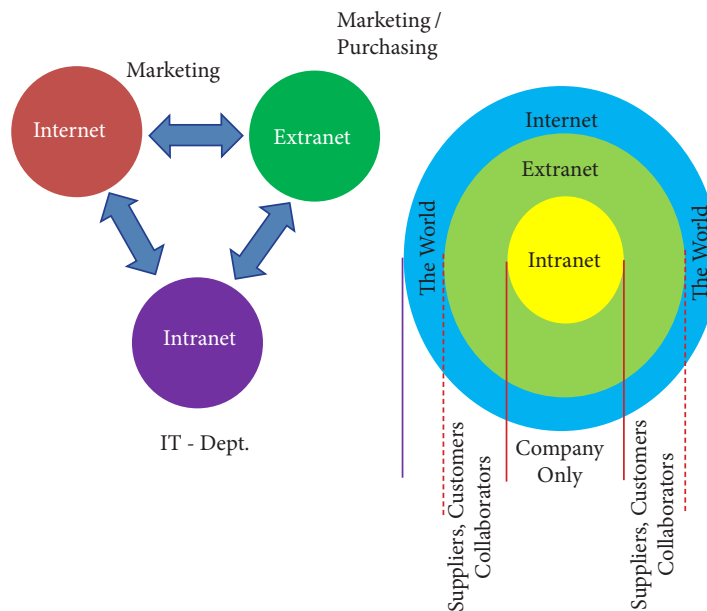 Marketing /
Purchasing
Marketing
Internet
Extranet
Intranet
IT - Dept.
Internet
Extranet
Intranet
The World
The World
Company
Only
Suppliers, Customers
Collaborators
Suppliers, Customers
Collaborators